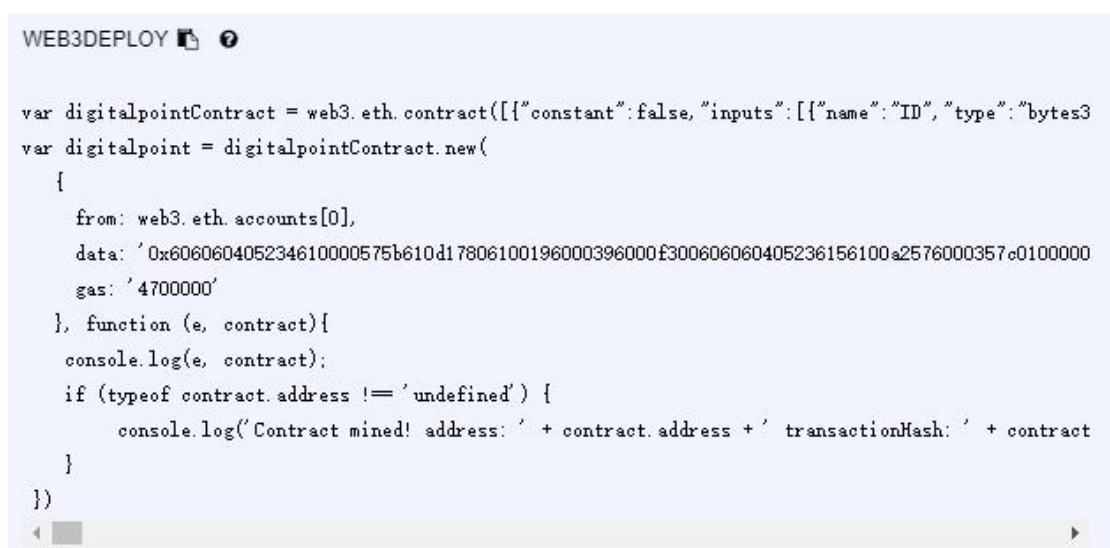 WEB3DEPLOY
var digitalpointContract = web3.eth.contract([{"constant":false,"inputs":[{"name":"ID","type":"bytes3
var digitalpoint = digitalpointContract.new(
{
from: web3.eth.accounts[0],
data: '0x606060405234610000575b610d17806100196000396000f300606060405236156100a2576000357c0100000
gas: '4700000'
}, function (e, contract){
console.log(e, contract);
if (typeof contract.address !== 'undefined') {
console.log('Contract mined! address: ' + contract.address + ' transactionHash: ' + contract
}
})